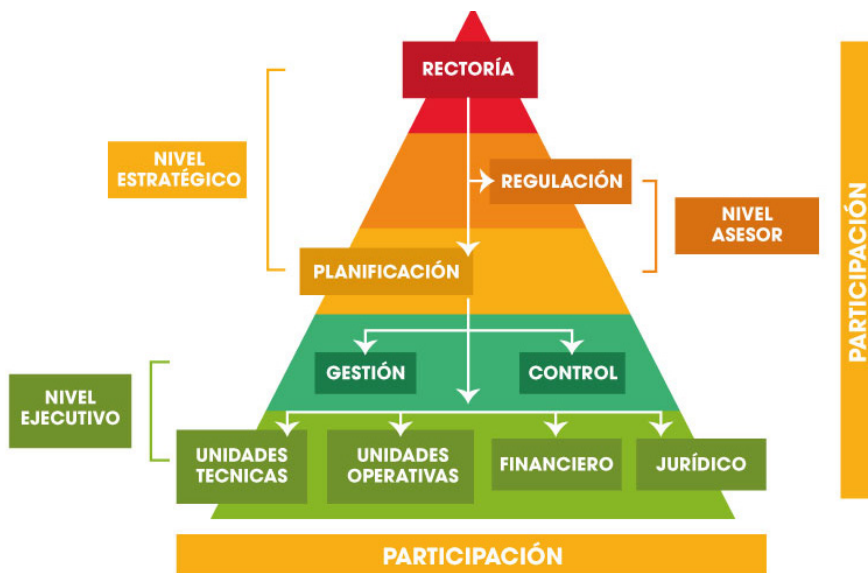 RECTORÍA
NIVEL
ESTRATÉGICO
REGULACIÓN
NIVEL
ASESOR
PLANIFICACIÓN
GESTIÓN
CONTROL
NIVEL
EJECUTIVO
UNIDADES
TECNICAS
UNIDADES
OPERATIVAS
FINANCIERO
JURÍDICO
PARTICIPACIÓN
PARTICIPACIÓN